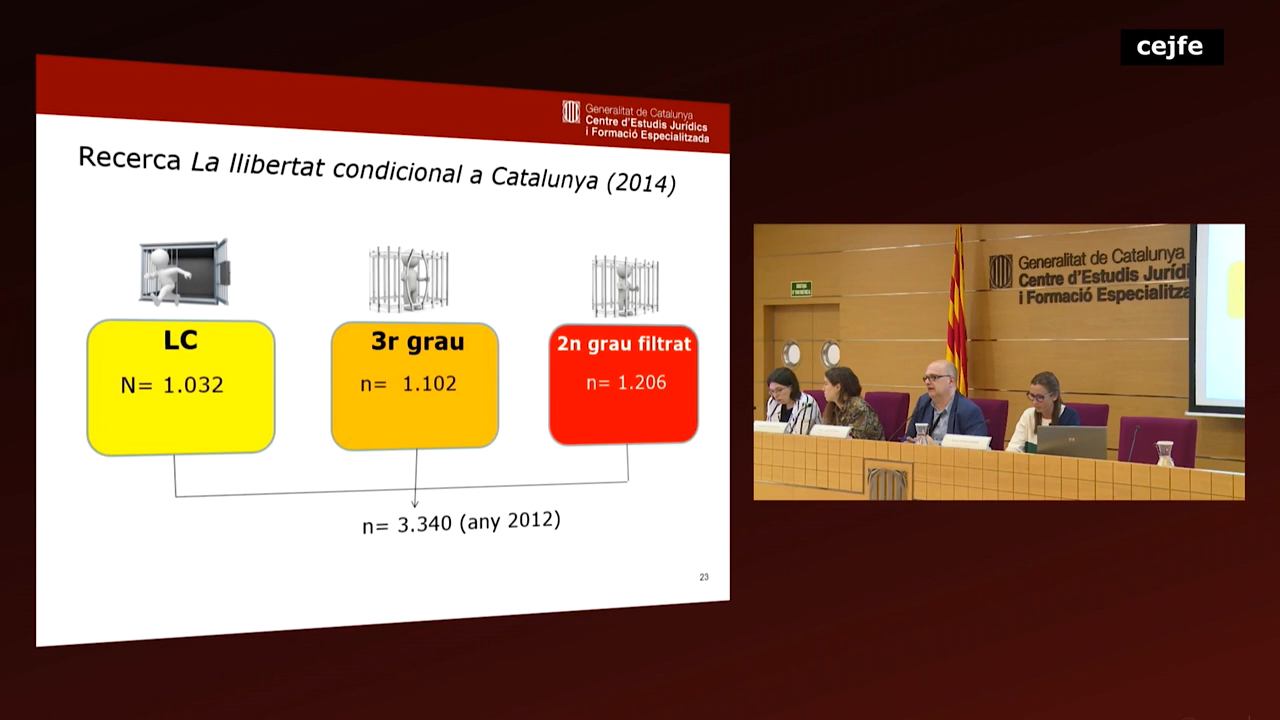 cejfe
Generalitat de Catalunya
Centre d'Estudis Jurídics
i Formació Especialitzada
Recerca La llibertat condicional a Catalunya (2014)
LC
N= 1.032
3r grau
n= 1.102
2n grau filtrat
n= 1.206
n= 3.340 (any 2012)
23
Generalitat de Catalunya
Centre d'Estudis Jurídi
i Formació Especialitza